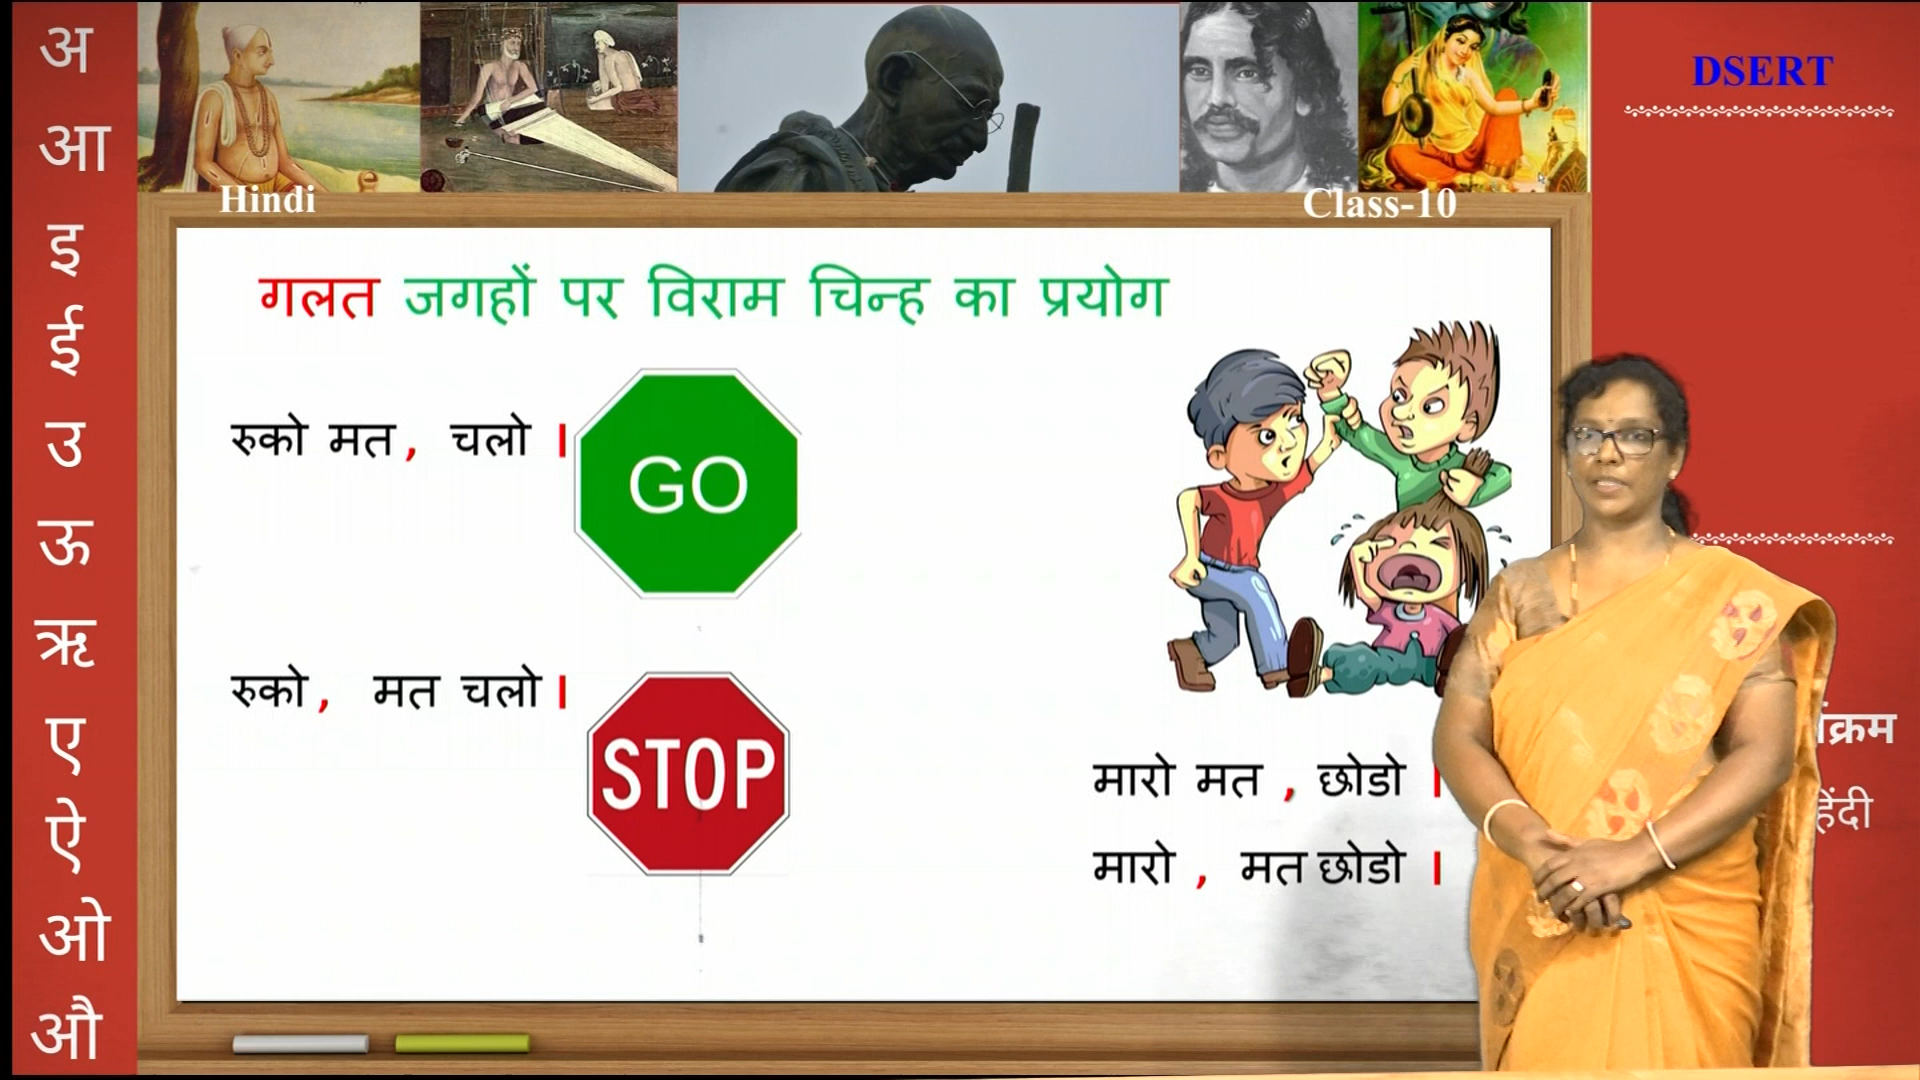 अ
आ
इ
ई
उ
ऊ
ऋ
ए
ऐ
ओ
औ
Hindi
Class-10
DSERT
गलत जगहों पर विराम चिन्ह का प्रयोग
रुको मत , चलो ।
GO
रुको , मत चलो ।
STOP
मारो मत , छोडो ।
मारो , मत छोडो ।